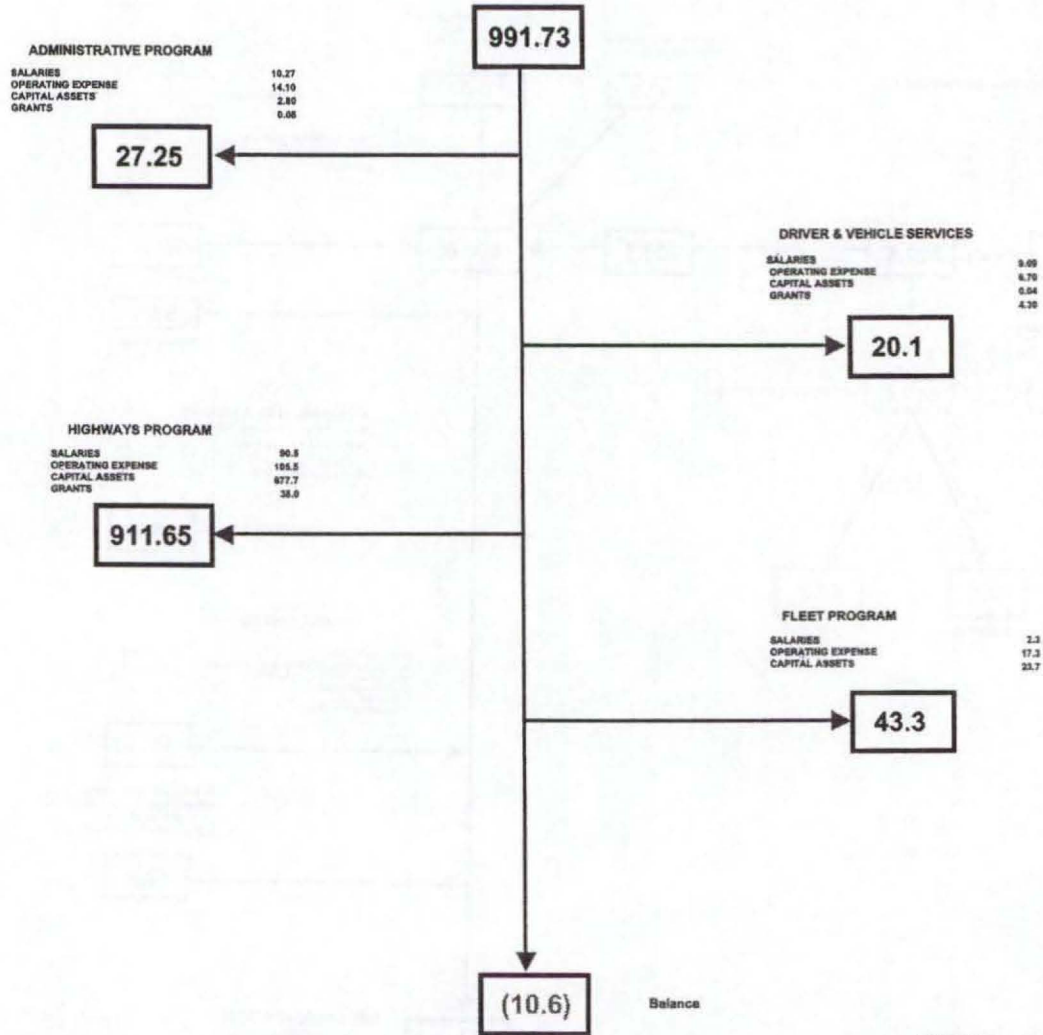 991.73
ADMINISTRATIVE PROGRAM
SALARIES 10.27
OPERATING EXPENSE 14.10
CAPITAL ASSETS 2.80
GRANTS 0.08
27.25
DRIVER & VEHICLE SERVICES
SALARIES 9.09
OPERATING EXPENSE 6.70
CAPITAL ASSETS 0.04
GRANTS 4.30
20.1
HIGHWAYS PROGRAM
SALARIES 90.5
OPERATING EXPENSE 105.5
CAPITAL ASSETS 677.7
GRANTS 38.0
911.65
FLEET PROGRAM
SALARIES 2.3
OPERATING EXPENSE 17.3
CAPITAL ASSETS 23.7
43.3
(10.6) Balance